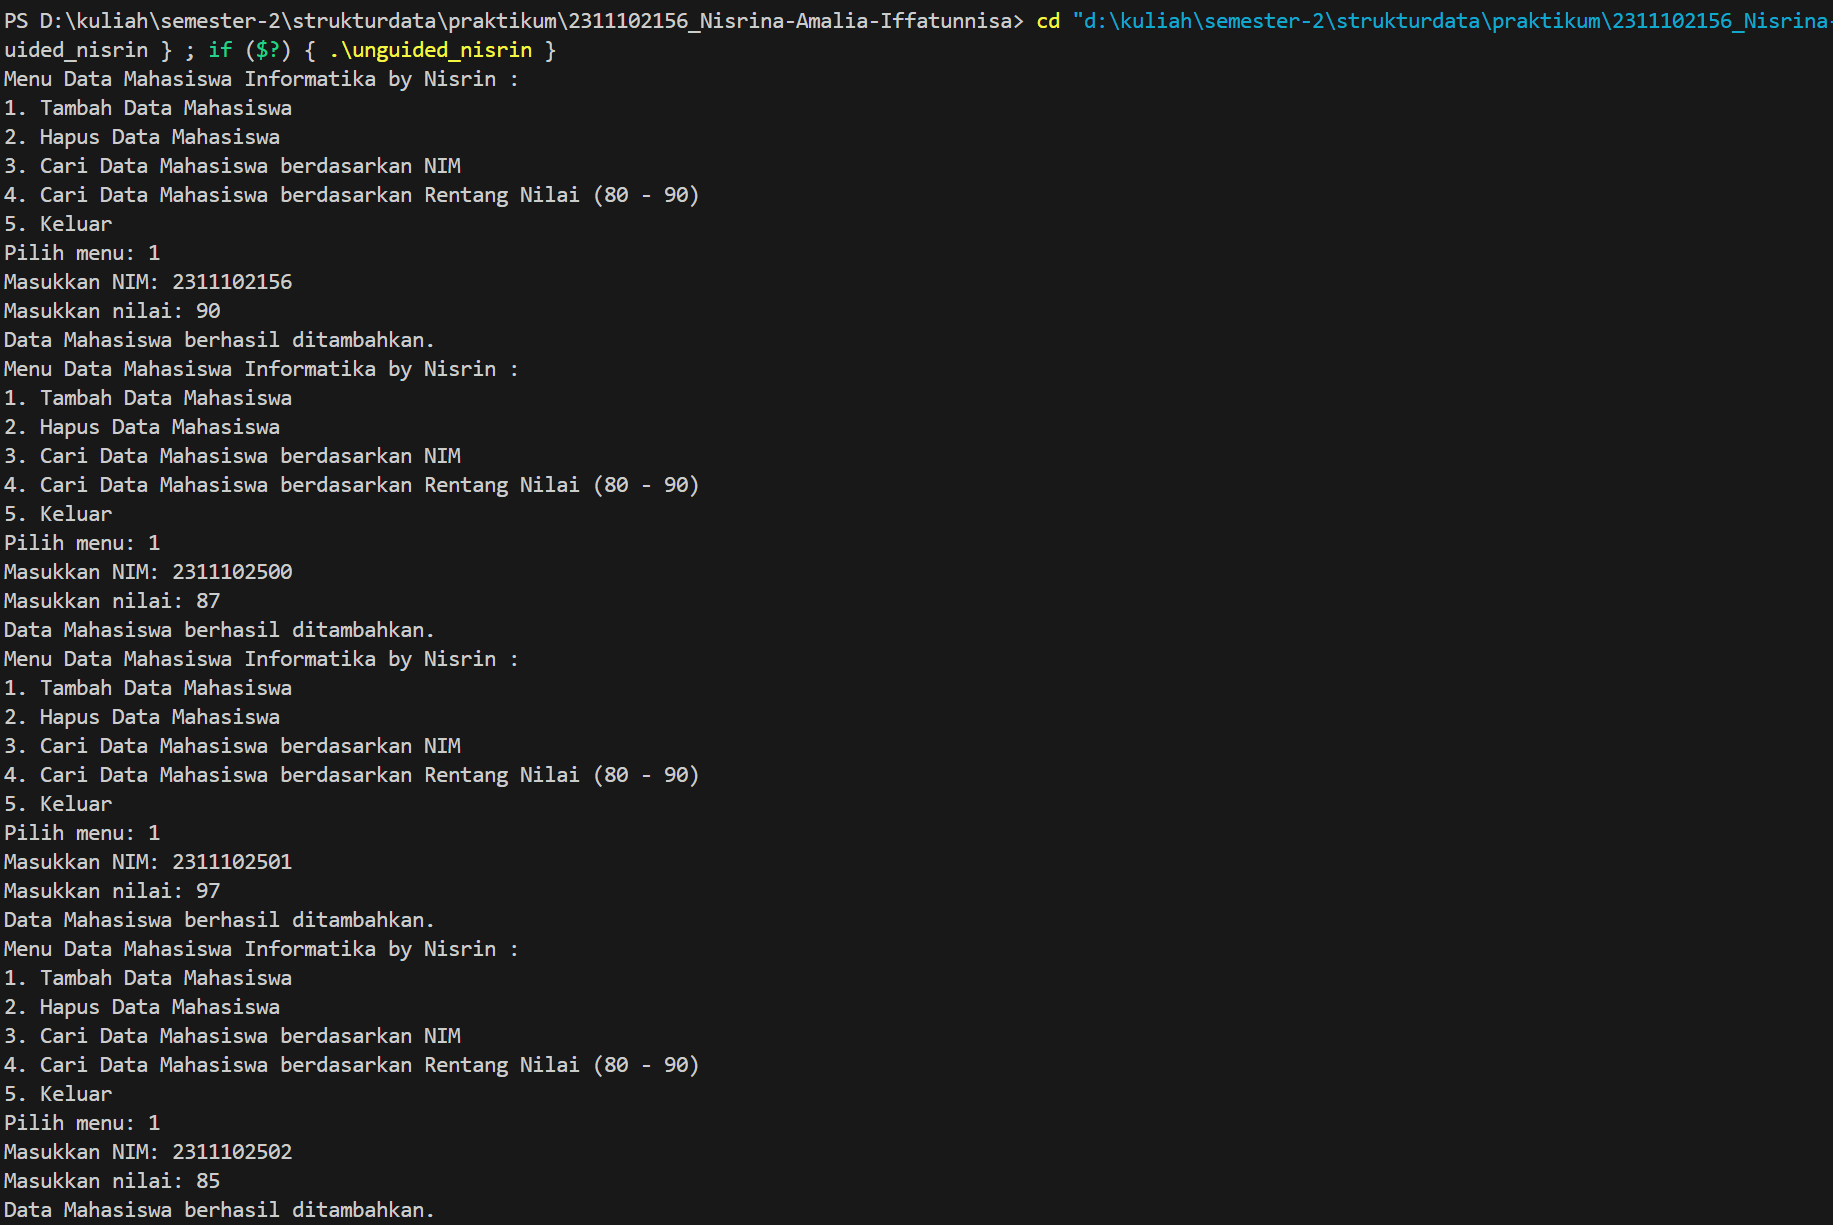 PS D:\kuliah\semester-2\strukturdata\praktikum\2311102156_Nisrina-Amalia-Iffatunnisa> cd "d:\kuliah\semester-2\strukturdata\praktikum\2311102156_Nisrina-
uided_nisrin } ; if ($?) { .\unguided_nisrin }
Menu Data Mahasiswa Informatika by Nisrin :
1. Tambah Data Mahasiswa
2. Hapus Data Mahasiswa
3. Cari Data Mahasiswa berdasarkan NIM
4. Cari Data Mahasiswa berdasarkan Rentang Nilai (80 - 90)
5. Keluar
Pilih menu: 1
Masukkan NIM: 2311102156
Masukkan nilai: 90
Data Mahasiswa berhasil ditambahkan.
Menu Data Mahasiswa Informatika by Nisrin :
1. Tambah Data Mahasiswa
2. Hapus Data Mahasiswa
3. Cari Data Mahasiswa berdasarkan NIM
4. Cari Data Mahasiswa berdasarkan Rentang Nilai (80 - 90)
5. Keluar
Pilih menu: 1
Masukkan NIM: 2311102500
Masukkan nilai: 87
Data Mahasiswa berhasil ditambahkan.
Menu Data Mahasiswa Informatika by Nisrin :
1. Tambah Data Mahasiswa
2. Hapus Data Mahasiswa
3. Cari Data Mahasiswa berdasarkan NIM
4. Cari Data Mahasiswa berdasarkan Rentang Nilai (80 - 90)
5. Keluar
Pilih menu: 1
Masukkan NIM: 2311102501
Masukkan nilai: 97
Data Mahasiswa berhasil ditambahkan.
Menu Data Mahasiswa Informatika by Nisrin :
1. Tambah Data Mahasiswa
2. Hapus Data Mahasiswa
3. Cari Data Mahasiswa berdasarkan NIM
4. Cari Data Mahasiswa berdasarkan Rentang Nilai (80 - 90)
5. Keluar
Pilih menu: 1
Masukkan NIM: 2311102502
Masukkan nilai: 85
Data Mahasiswa berhasil ditambahkan.